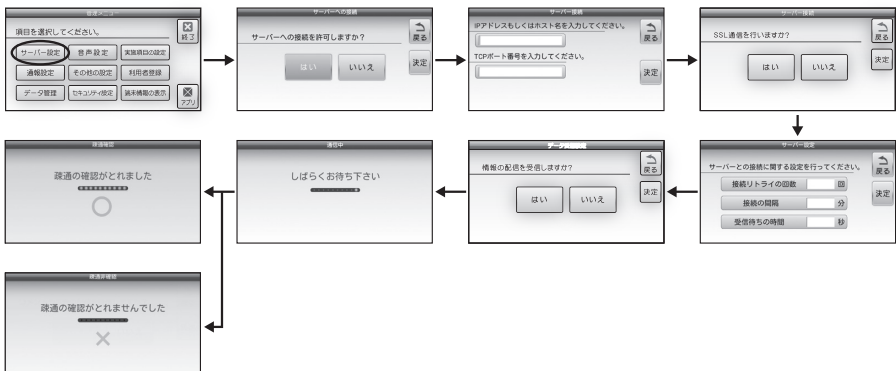 管理メニュー
項目を選択してください。
終了
サーバー設定
音声設定
実施項目の設定
通報設定
その他の設定
利用者登録
データ管理
セキュリティ設定
端末情報の表示
アプリ
サーバーへの接続
サーバーへの接続を許可しますか?
戻る
はい
いいえ
決定
サーバー接続
IPアドレスもしくはホスト名を入力してください。
戻る
TCPポート番号を入力してください。
決定
サーバー接続
SSL通信を行いますか?
戻る
はい
いいえ
決定
サーバー設定
サーバーとの接続に関する設定を行ってください。
戻る
接続リトライの回数
回
決定
接続の間隔
分
受信待ちの時間
秒
情報の配信を受信しますか?
戻る
はい
いいえ
決定
通信中
しばらくお待ち下さい
疎通確認
疎通の確認がとれました
疎通非確認
疎通の確認がとれませんでした